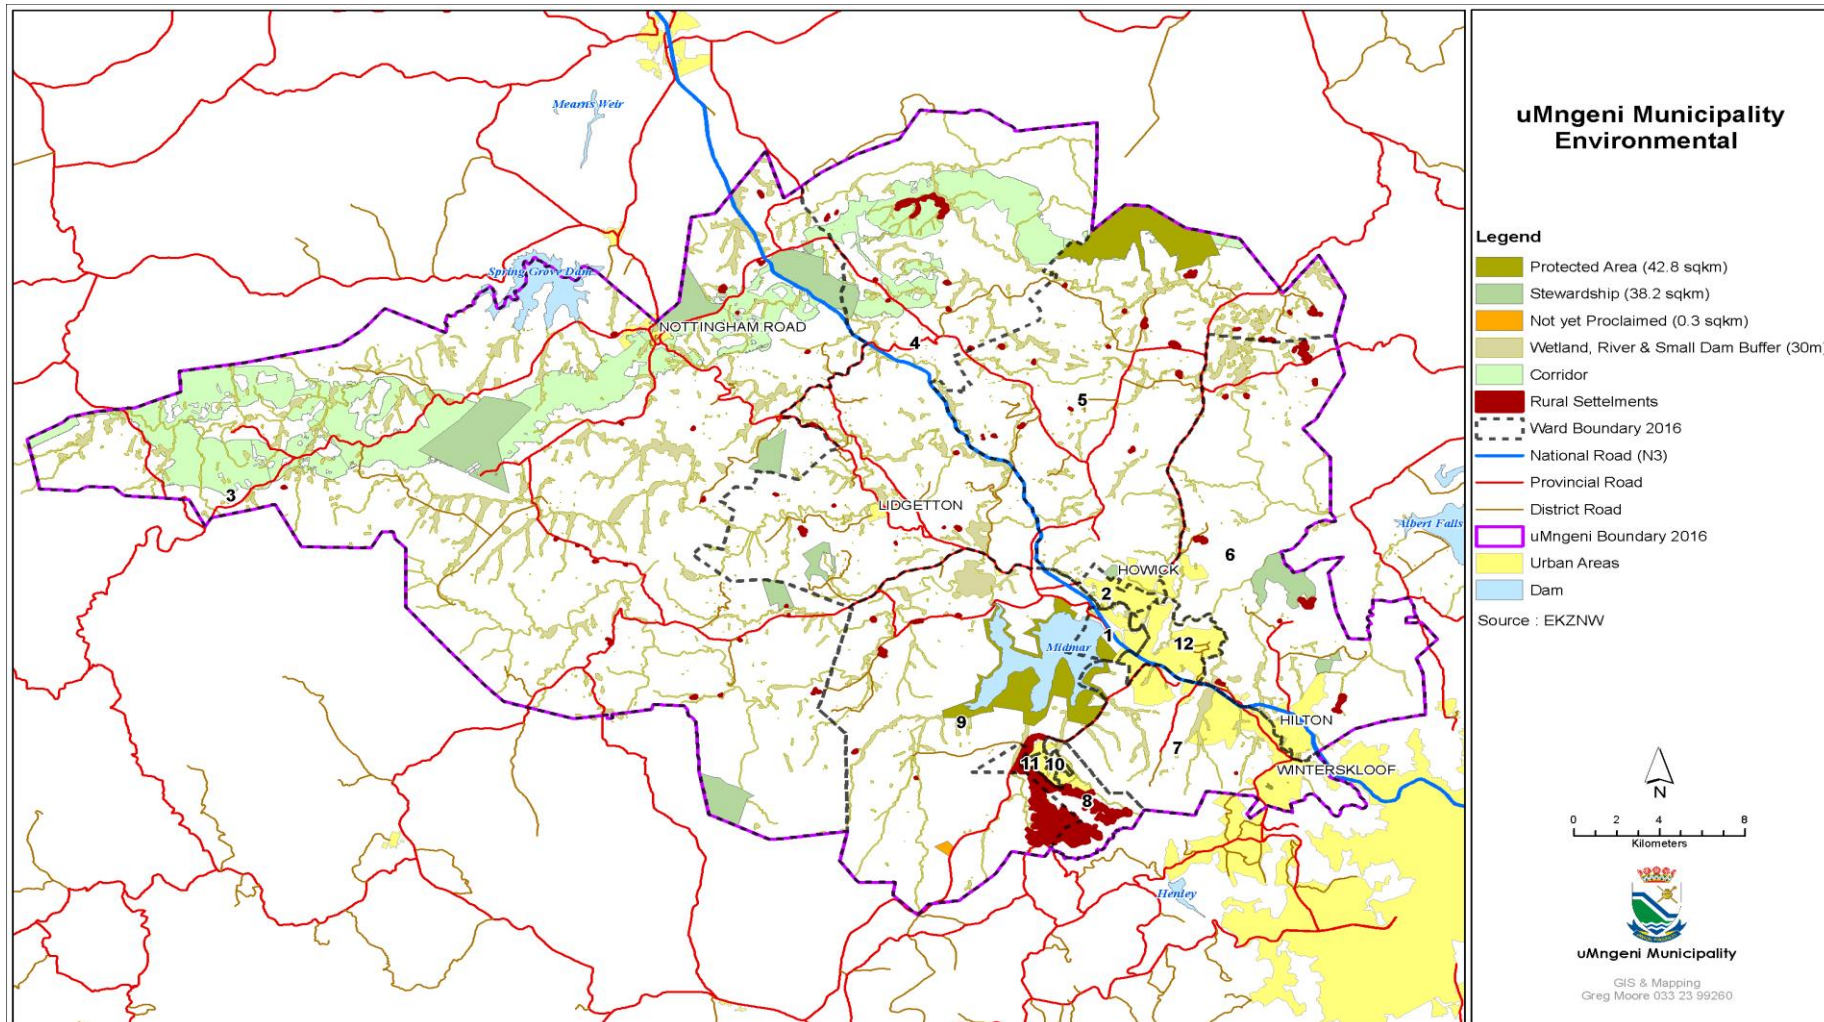 Mearns Weir
Spring Grove Dam
NOTTINGHAM ROAD
4
5
3
LIDGETTON
Albert Falls
6
HOWICK
2
1
12
Midmar
9
HILTON
7
WINTERSKLOOF
11
10
8
Henley
uMngeni Municipality
Environmental
Legend
Protected Area (42.8 sqkm)
Stewardship (38.2 sqkm)
Not yet Proclaimed (0.3 sqkm)
Wetland, River & Small Dam Buffer (30m)
Corridor
Rural Settelments
Ward Boundary 2016
National Road (N3)
Provincial Road
District Road
uMngeni Boundary 2016
Urban Areas
Dam
Source : EKZNW
N
0 2 4 8
Kilometers
uMngeni Municipality
GIS & Mapping
Greg Moore 033 23 99260